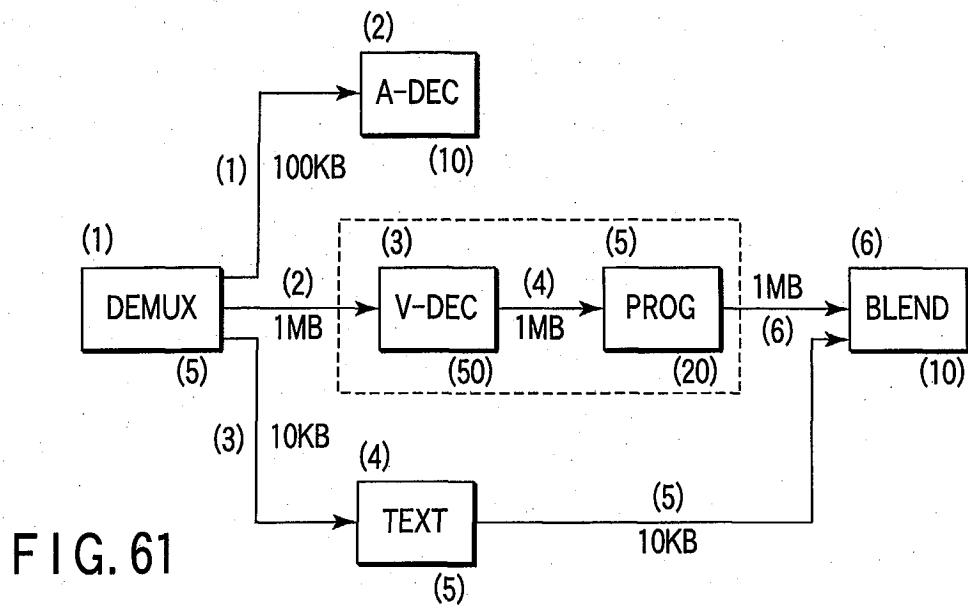 (2)
A-DEC
(10)
(1) 100KB
(1)
DEMUX
(5)
(2)
1MB
(3)
V-DEC
(50)
(4)
1MB
(5)
PROG
(20)
1MB
(6)
(6)
BLEND
(10)
(3) 10KB
(4)
TEXT
(5)
(5)
10KB
FIG. 61